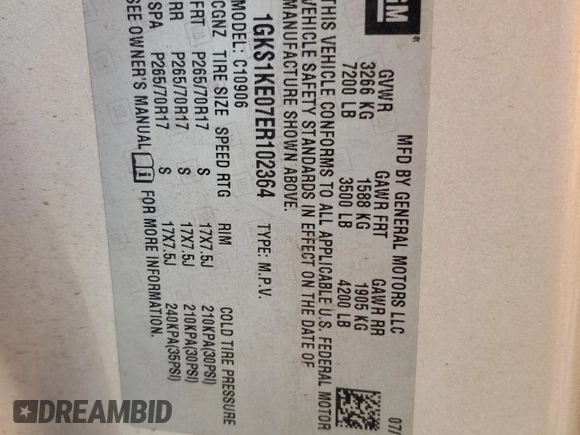 GM
MFD BY GENERAL MOTORS LLC
07/
GVWR GAWR FRT GAWR RR
3266 KG 1588 KG 1905 KG
7200 LB 3500 LB 4200 LB
THIS VEHICLE CONFORMS TO ALL APPLICABLE U.S. FEDERAL MOTOR
VEHICLE SAFETY STANDARDS IN EFFECT ON THE DATE OF
MANUFACTURE SHOWN ABOVE.
1GKS1KE07ER102364 TYPE: M.P.V.
MODEL: C10906
CGNZ TIRE SIZE SPEED RTG RIM COLD TIRE PRESSURE
FRT P265/70R17 S 17X7.5J 210KPA(30PSI)
RR P265/70R17 S 17X7.5J 210KPA(30PSI)
SPA P265/70R17 S 17X7.5J 240KPA(35PSI)
SEE OWNER'S MANUAL i FOR MORE INFORMATION.
DREAMBID